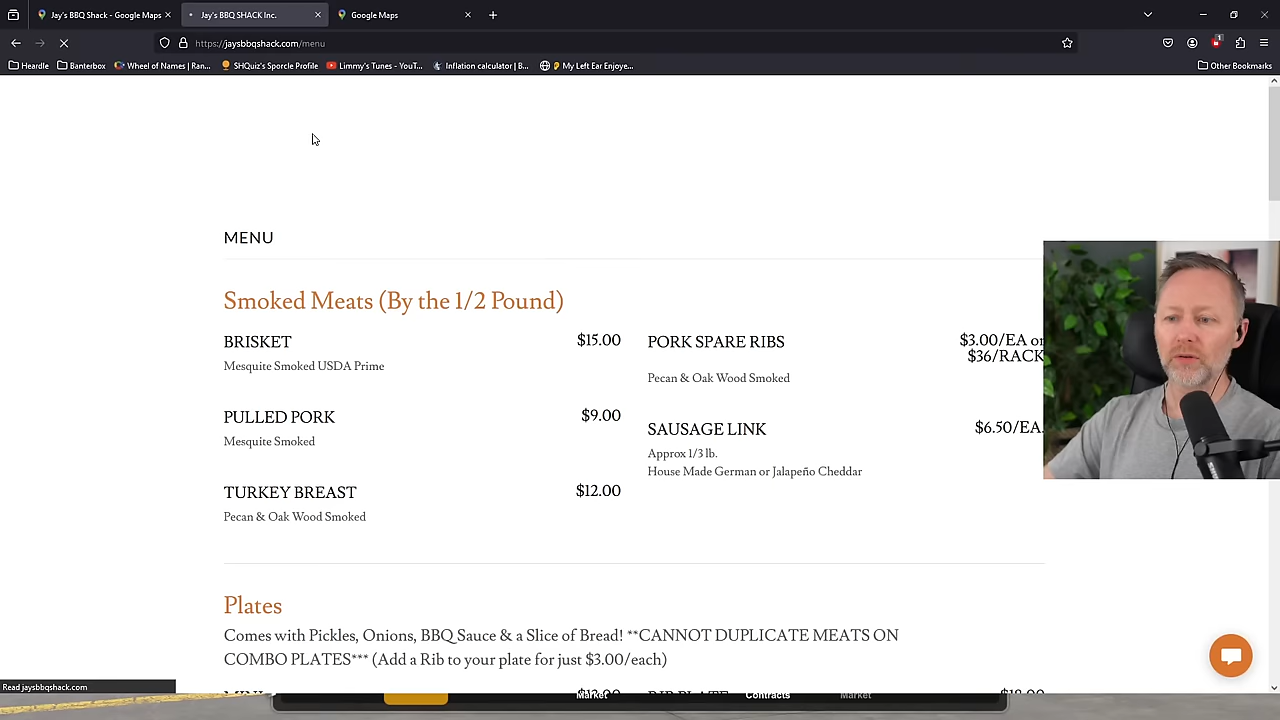 Jay's BBQ Shack - Google Maps
Jay's BBQ SHACK Inc.
Google Maps
https://jaysbbqshack.com/menu
1
Heardle
Banterbox
Wheel of Names | Ran...
SHQuiz's Sporcle Profile
Limmy's Tunes - YouT...
Inflation calculator | B...
My Left Ear Enjoye...
Other Bookmarks
MENU
Smoked Meats (By the 1/2 Pound)
BRISKET $15.00
Mesquite Smoked USDA Prime
PULLED PORK $9.00
Mesquite Smoked
TURKEY BREAST $12.00
Pecan & Oak Wood Smoked
PORK SPARE RIBS $3.00/EA or
$36/RACK
Pecan & Oak Wood Smoked
SAUSAGE LINK $6.50/EA.
Approx 1/3 lb.
House Made German or Jalapeño Cheddar
Plates
Comes with Pickles, Onions, BBQ Sauce & a Slice of Bread! **CANNOT DUPLICATE MEATS ON
COMBO PLATES*** (Add a Rib to your plate for just $3.00/each)
Read jaysbbqshack.com
Market
Contracts
Market